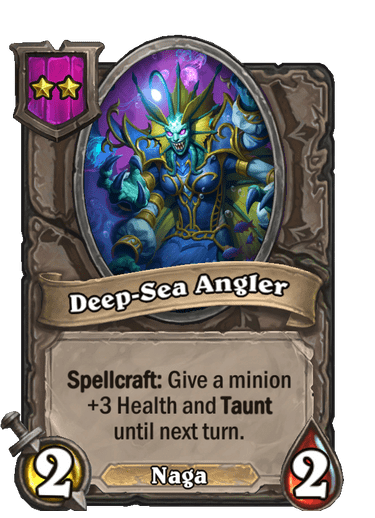 Deep-Sea Angler
Spellcraft: Give a minion
+3 Health and Taunt
until next turn.
2
Naga
2